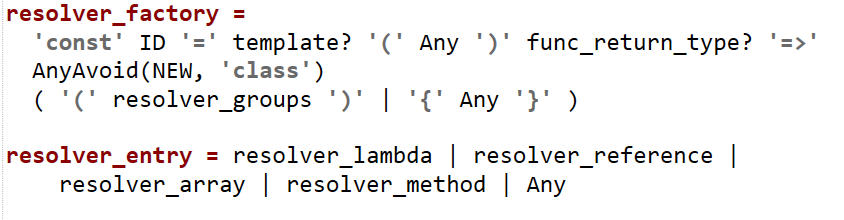 resolver_factory =
'const' ID '=' template? '(' Any ')' func_return_type? '=>'
AnyAvoid(NEW, 'class')
( '(' resolver_groups ')' | '{' Any '}' )
resolver_entry = resolver_lambda | resolver_reference |
resolver_array | resolver_method | Any